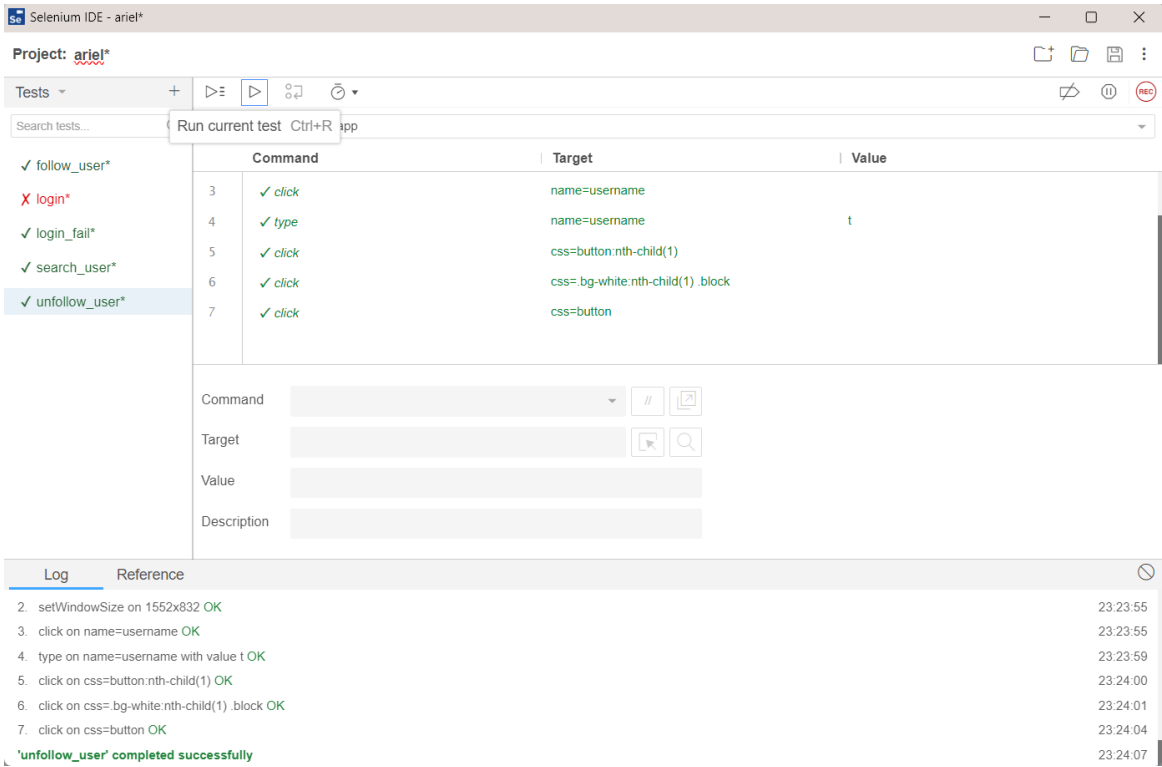 Se Selenium IDE - ariel*
Project: ariel*
Tests +
Search tests...
Run current test Ctrl+R
app
REC
Command Target Value
✓ follow_user*
✗ login*
✓ login_fail*
✓ search_user*
✓ unfollow_user*
3 ✓ click name=username
4 ✓ type name=username t
5 ✓ click css=button:nth-child(1)
6 ✓ click css=.bg-white:nth-child(1) .block
7 ✓ click css=button
Command //
Target
Value
Description
Log Reference
2. setWindowSize on 1552x832 OK 23:23:55
3. click on name=username OK 23:23:55
4. type on name=username with value t OK 23:23:59
5. click on css=button:nth-child(1) OK 23:24:00
6. click on css=.bg-white:nth-child(1) .block OK 23:24:01
7. click on css=button OK 23:24:04
'unfollow_user' completed successfully 23:24:07